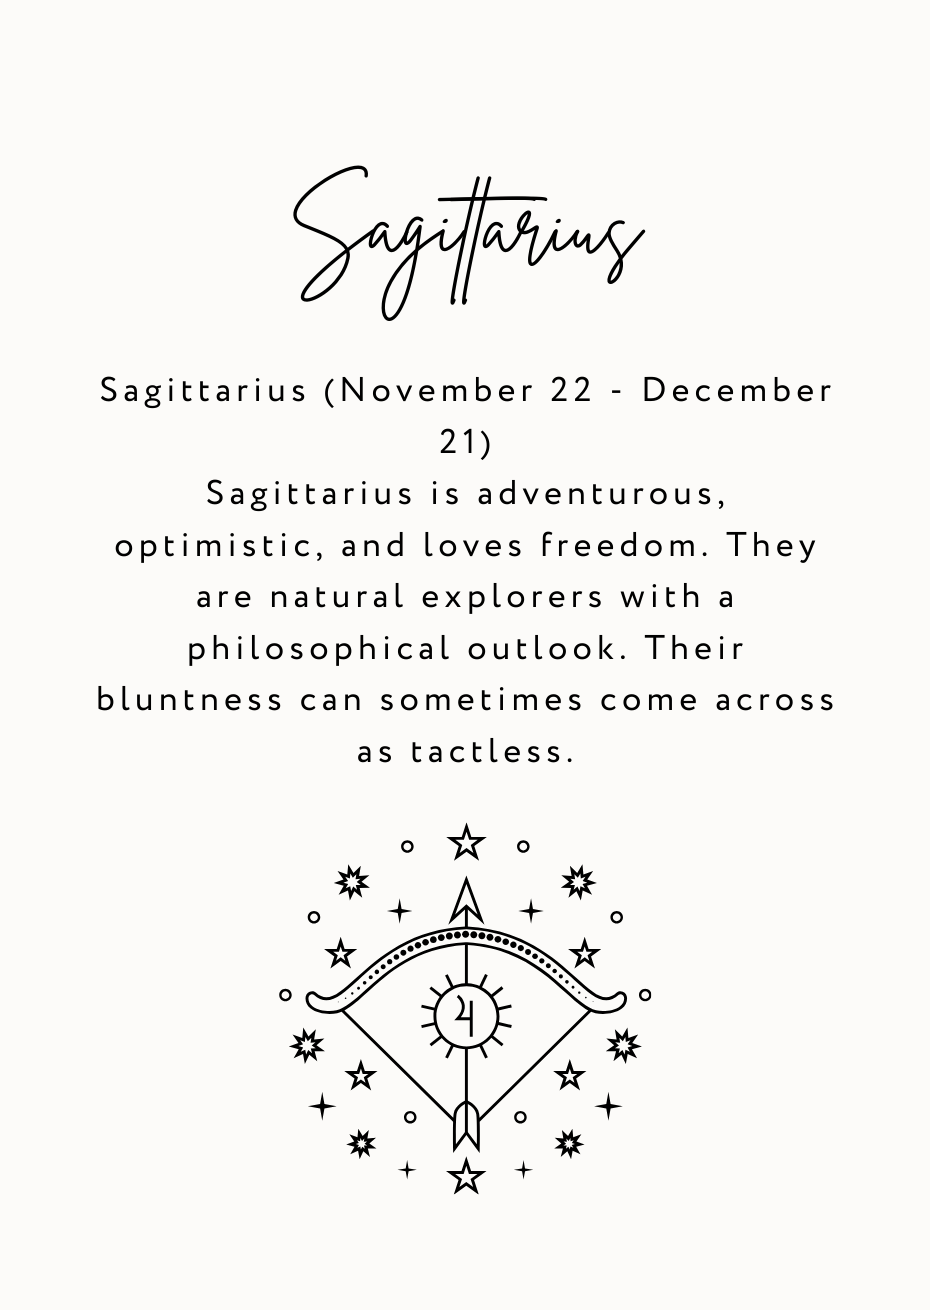 Sagittarius
Sagittarius (November 22 - December
21)
Sagittarius is adventurous,
optimistic, and loves freedom. They
are natural explorers with a
philosophical outlook. Their
bluntness can sometimes come across
as tactless.
♃